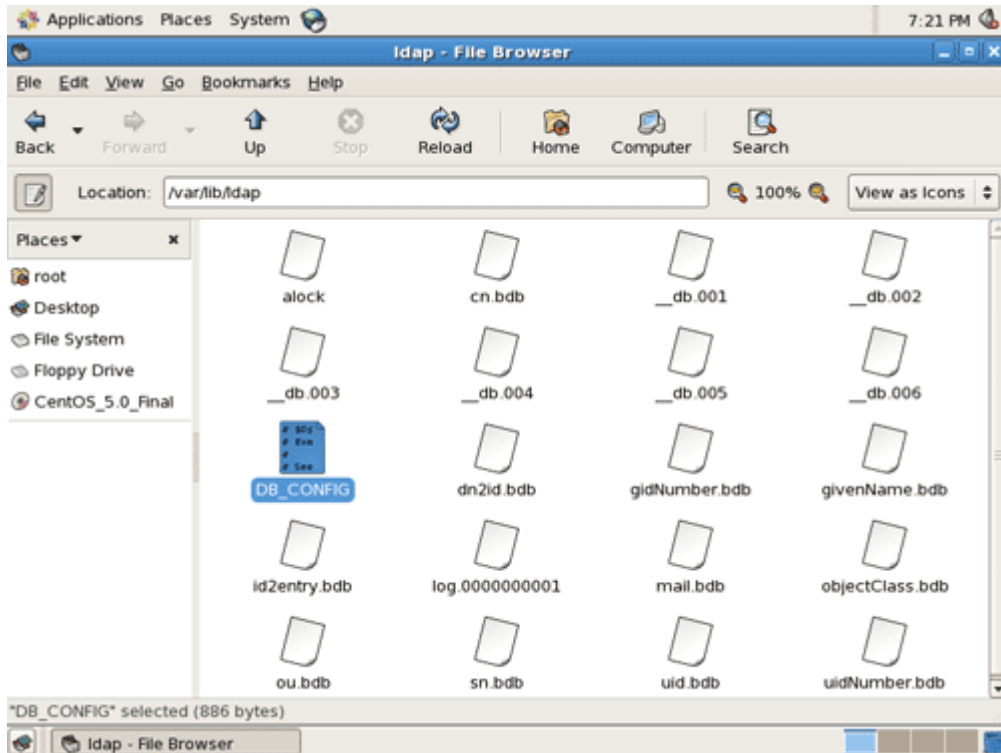 Applications Places System 7:21 PM
ldap - File Browser
File Edit View Go Bookmarks Help
Back Forward Up Stop Reload Home Computer Search
Location: /var/lib/ldap 100% View as Icons
Places
root
Desktop
File System
Floppy Drive
CentOS_5.0_Final
alock cn.bdb __db.001 __db.002
__db.003 __db.004 __db.005 __db.006
# BDB
# Exa
#
# See
DB_CONFIG dn2id.bdb gidNumber.bdb givenName.bdb
id2entry.bdb log.0000000001 mail.bdb objectClass.bdb
ou.bdb sn.bdb uid.bdb uidNumber.bdb
"DB_CONFIG" selected (886 bytes)
ldap - File Browser